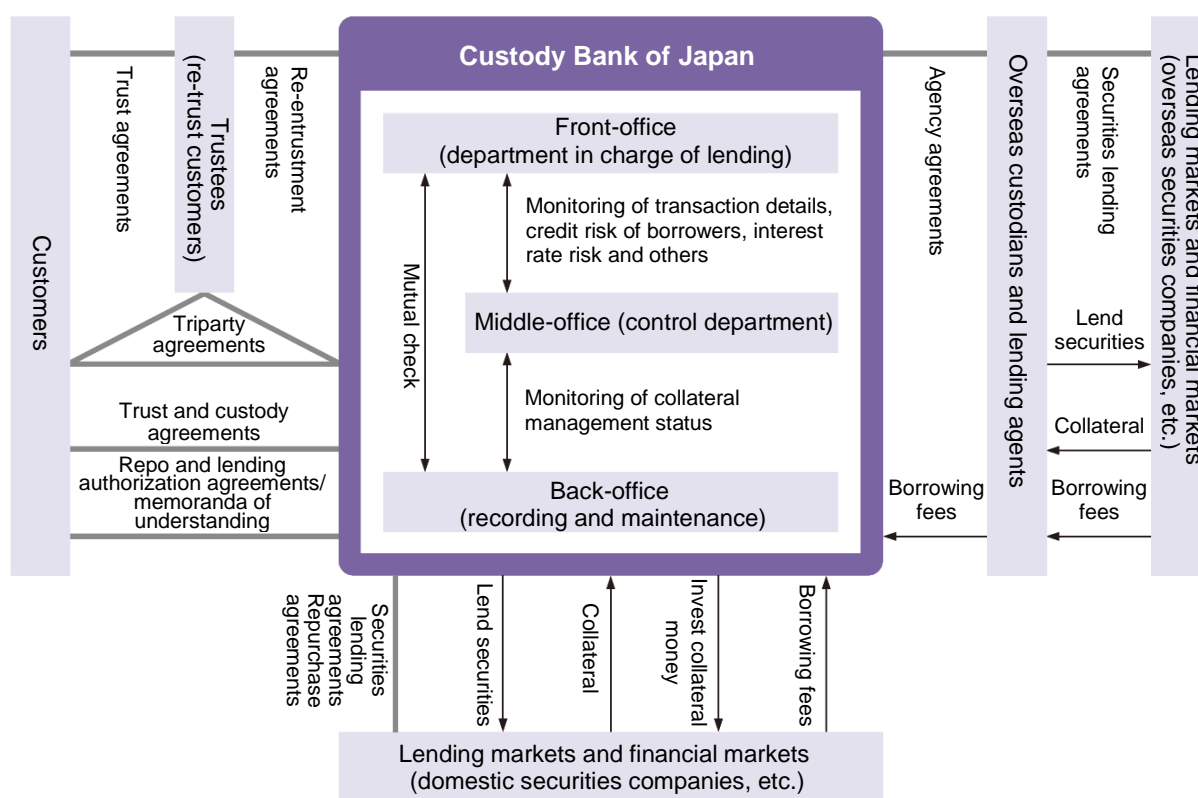 Custody Bank of Japan
Customers
Trust agreements
Trustees
(re-trust customers)
Re-entrustment
agreements
Triparty
agreements
Trust and custody
agreements
Repo and lending
authorization agreements/
memoranda of
understanding
Front-office
(department in charge of lending)
Mutual check
Monitoring of transaction details,
credit risk of borrowers, interest
rate risk and others
Middle-office (control department)
Monitoring of collateral
management status
Back-office
(recording and maintenance)
Agency agreements
Borrowing
fees
Overseas custodians and lending agents
Securities lending
agreements
Lend
securities
Collateral
Borrowing
fees
Lending markets and financial markets
(overseas securities companies, etc.)
Securities
lending
agreements
Repurchase
agreements
Lend securities
Collateral
Invest collateral
money
Borrowing fees
Lending markets and financial markets
(domestic securities companies, etc.)